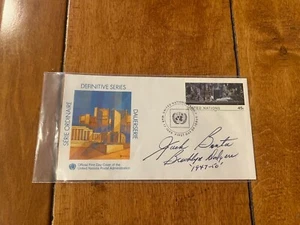 DEFINITIVE SERIES
SÉRIE ORDINAIRE
DAUERSERIE
UNITED NATIONS
Official First Day Cover of the
United Nations Postal Administration
Jack Banta
Brooklyn Dodgers
"1947-50"